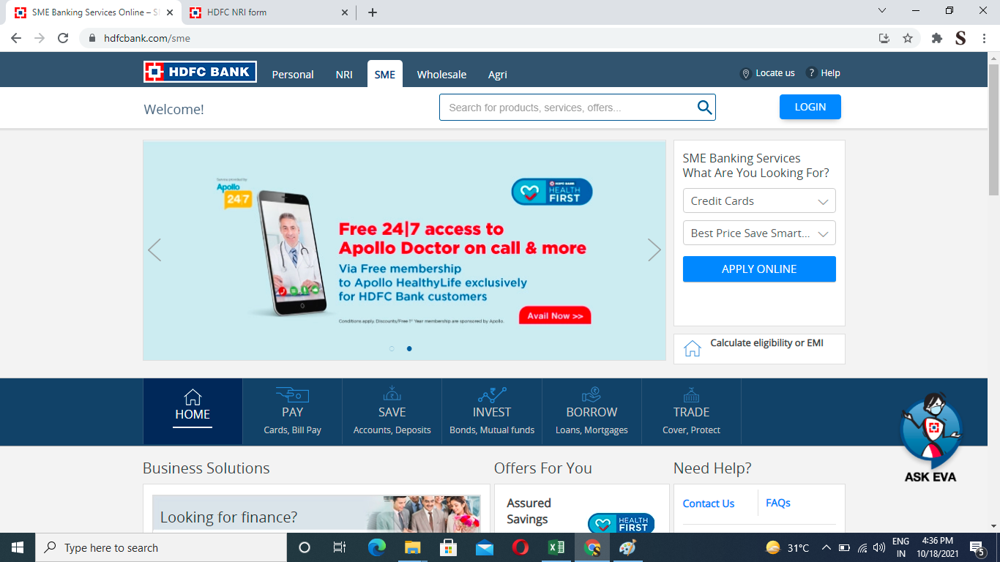 SME Banking Services Online – S
HDFC NRI form
hdfcbank.com/sme
S
HDFC BANK
Personal
NRI
SME
Wholesale
Agri
Locate us
? Help
Welcome!
Search for products, services, offers...
LOGIN
Service provided by
Apollo
24|7
HDFC BANK
HEALTH
FIRST
Free 24|7 access to
Apollo Doctor on call & more
Via Free membership
to Apollo HealthyLife exclusively
for HDFC Bank customers
Avail Now >>
Conditions apply. Discounts/Free 1st Year membership are sponsored by Apollo.
SME Banking Services
What Are You Looking For?
Credit Cards
Best Price Save Smart...
APPLY ONLINE
Calculate eligibility or EMI
HOME
PAY
Cards, Bill Pay
SAVE
Accounts, Deposits
INVEST
Bonds, Mutual funds
BORROW
Loans, Mortgages
TRADE
Cover, Protect
ASK EVA
Business Solutions
Looking for finance?
Offers For You
Assured
Savings
HEALTH
FIRST
Need Help?
Contact Us
FAQs
Type here to search
31°C
ENG
IN
4:36 PM
10/18/2021
5